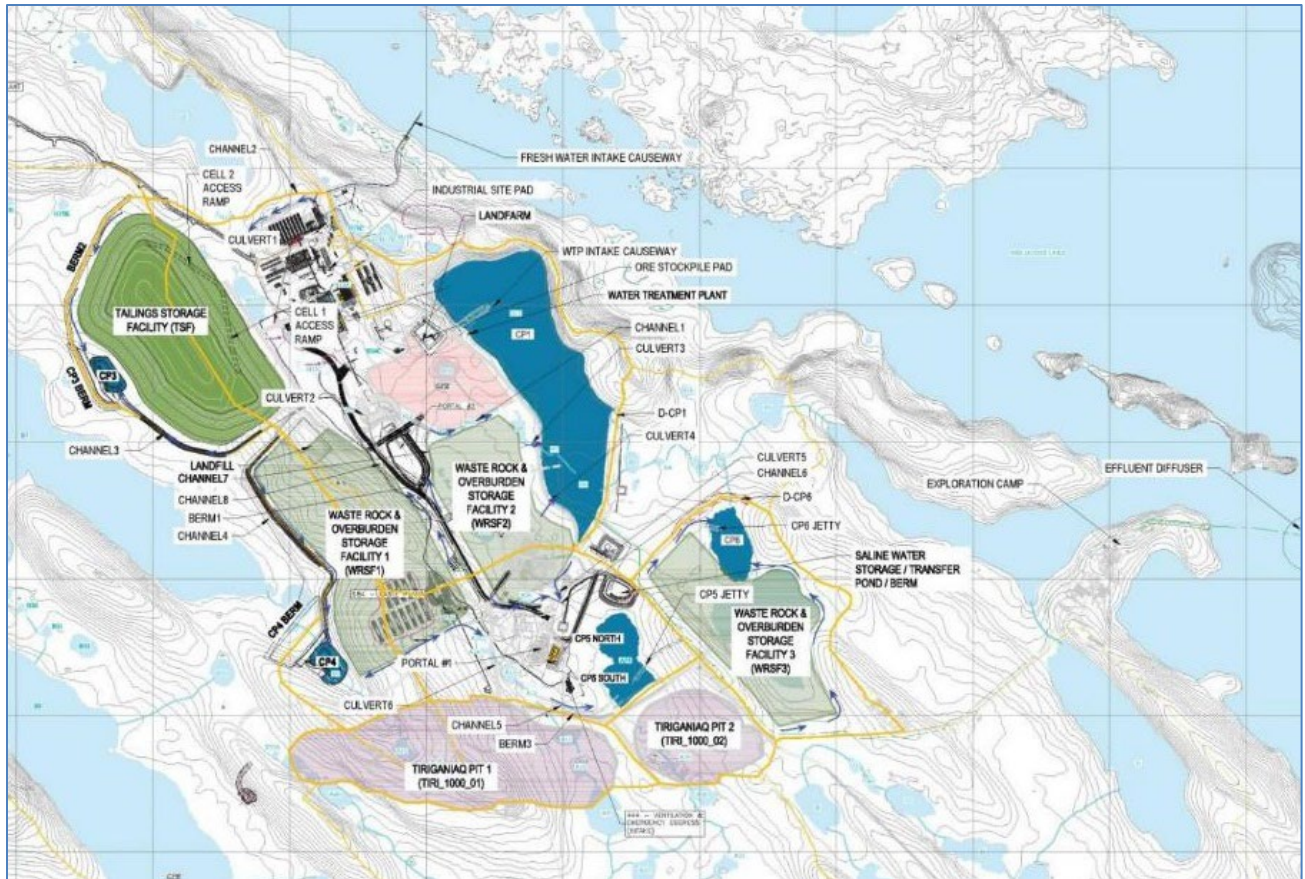 CHANNEL2
CELL 2
ACCESS
RAMP
FRESH WATER INTAKE CAUSEWAY
INDUSTRIAL SITE PAD
LANDFARM
CULVERT1
BERM2
WTP INTAKE CAUSEWAY
ORE STOCKPILE PAD
WATER TREATMENT PLANT
TAILINGS STORAGE
FACILITY (TSF)
CELL 1
ACCESS
RAMP
CP1
CHANNEL1
CULVERT3
CP3
CP3 BERM
CULVERT2
PORTAL #2
D-CP1
CULVERT4
CHANNEL3
LANDFILL
CHANNEL7
CHANNEL8
BERM1
CHANNEL4
WASTE ROCK &
OVERBURDEN
STORAGE
FACILITY 2
(WRSF2)
WASTE ROCK &
OVERBURDEN
STORAGE
FACILITY 1
(WRSF1)
CULVERT5
CHANNEL6
D-CP6
CP6 JETTY
CP6
EXPLORATION CAMP
EFFLUENT DIFFUSER
SALINE WATER
STORAGE / TRANSFER
POND / BERM
CP5 JETTY
WASTE ROCK &
OVERBURDEN
STORAGE
FACILITY 3
(WRSF3)
CP4 BERM
CP4
PORTAL #1
CP5 NORTH
CP5 SOUTH
CULVERT6
CHANNEL5
BERM3
TIRIGANIAQ PIT 2
(TIRI_1000_02)
TIRIGANIAQ PIT 1
(TIRI_1000_01)
VENTILATION &
EMERGENCY EGRESS
(INTAKE)